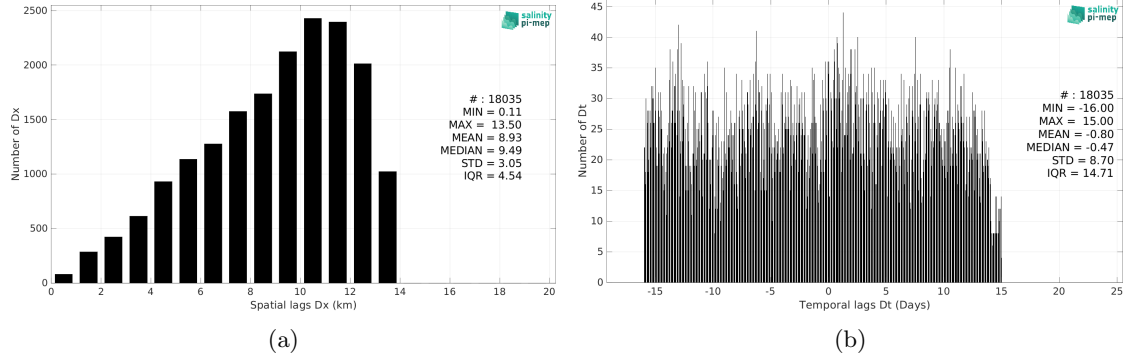 2500
2000
1500
1000
500
0
Number of Dx
0
2
4
6
8
10
12
14
16
18
20
Spatial lags Dx (km)
salinity
pi-mep
# : 18035
MIN = 0.11
MAX = 13.50
MEAN = 8.93
MEDIAN = 9.49
STD = 3.05
IQR = 4.54
(a)
45
40
35
30
25
20
15
10
5
0
Number of Dt
-15
-10
-5
0
5
10
15
20
25
Temporal lags Dt (Days)
salinity
pi-mep
# : 18035
MIN = -16.00
MAX = 15.00
MEAN = -0.80
MEDIAN = -0.47
STD = 8.70
IQR = 14.71
(b)